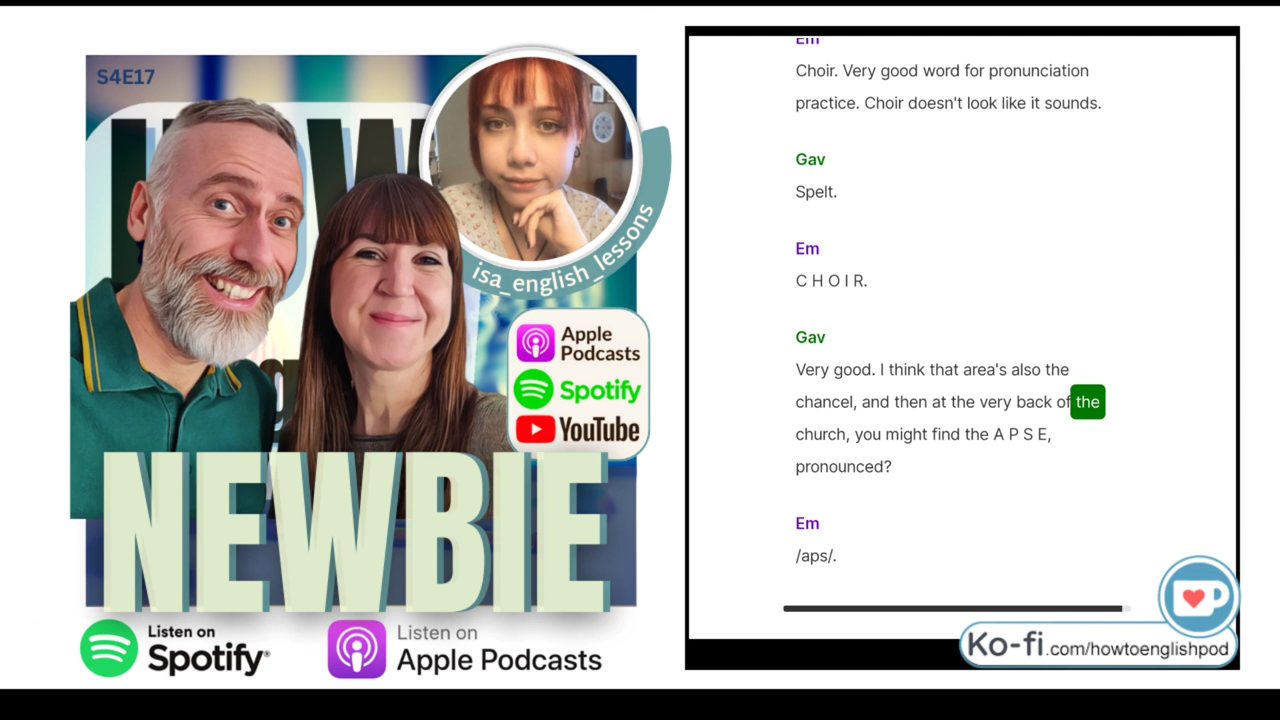 S4E17
isa_english_lessons
Apple
Podcasts
Spotify
YouTube
NEWBIE
Listen on
Spotify
Listen on
Apple Podcasts
Em
Choir. Very good word for pronunciation
practice. Choir doesn't look like it sounds.
Gav
Spelt.
Em
C H O I R.
Gav
Very good. I think that area's also the
chancel, and then at the very back of the
church, you might find the A P S E,
pronounced?
Em
/aps/.
Ko-fi.com/howtoenglishpod